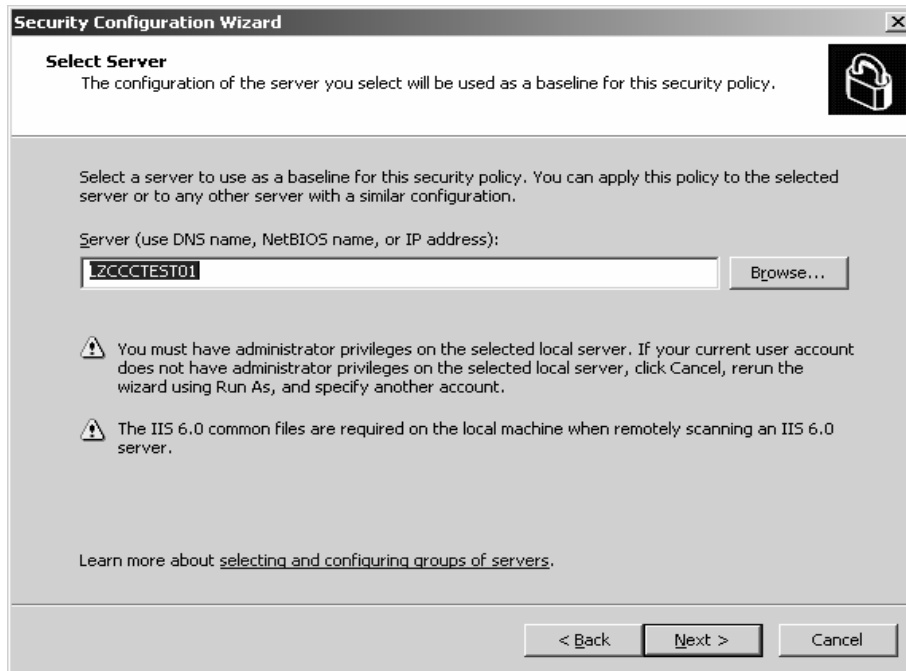 Security Configuration Wizard
Select Server
The configuration of the server you select will be used as a baseline for this security policy.
Select a server to use as a baseline for this security policy. You can apply this policy to the selected
server or to any other server with a similar configuration.
Server (use DNS name, NetBIOS name, or IP address):
LZCCCTEST01
Browse...
You must have administrator privileges on the selected local server. If your current user account
does not have administrator privileges on the selected local server, click Cancel, rerun the
wizard using Run As, and specify another account.
The IIS 6.0 common files are required on the local machine when remotely scanning an IIS 6.0
server.
Learn more about selecting and configuring groups of servers.
< Back Next > Cancel